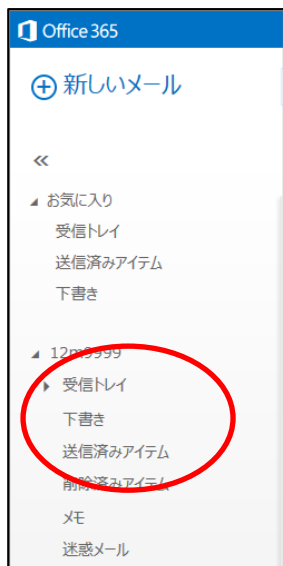 Office 365
新しいメール
«
お気に入り
受信トレイ
送信済みアイテム
下書き
12m9999
受信トレイ
下書き
送信済みアイテム
削除済みアイテム
メモ
迷惑メール